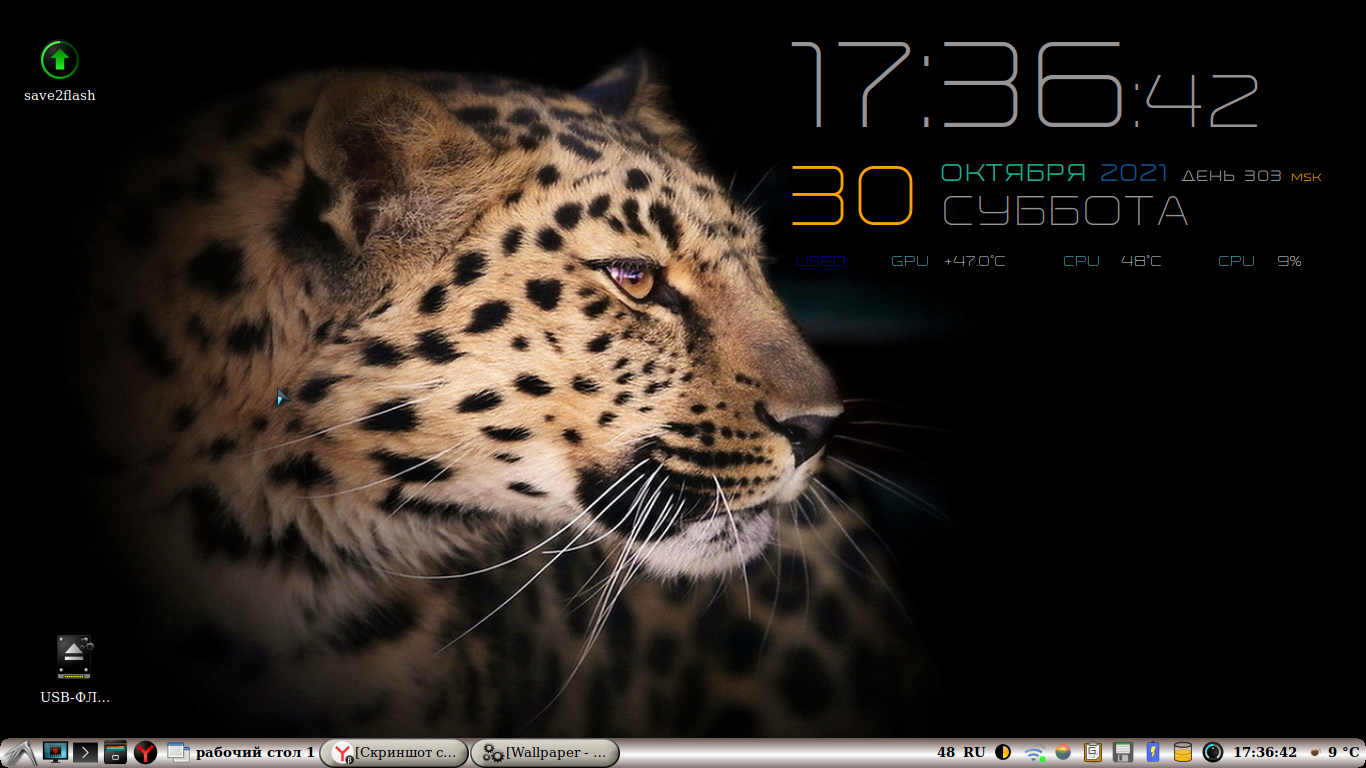 save2flash
17:36:42
30 ОКТЯБРЯ 2021 ДЕНЬ 303 MSK
СУББОТА
USED GPU +47.0°C CPU 48°C CPU 9%
USB-ФЛ...
рабочий стол 1 [Скриншот с... [Wallpaper - ... 48 RU 17:36:42 9 °C